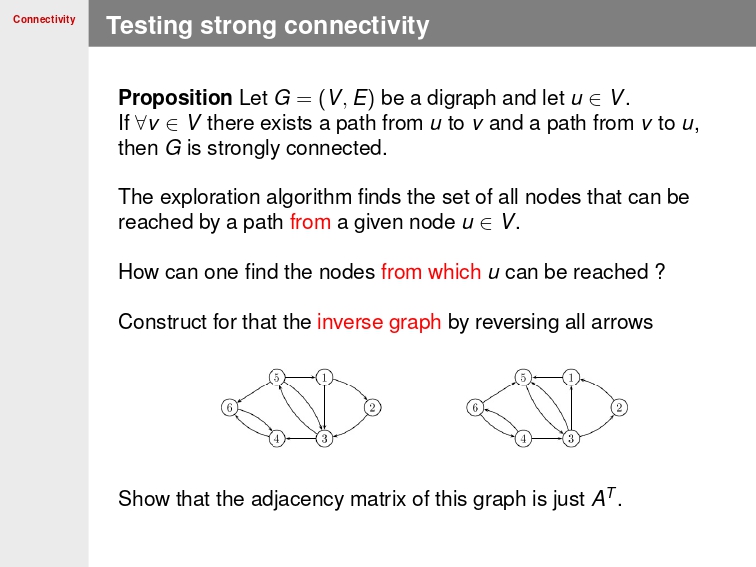 Connectivity
Testing strong connectivity
Proposition Let G = (V, E) be a digraph and let u ∈ V.
If ∀v ∈ V there exists a path from u to v and a path from v to u,
then G is strongly connected.
The exploration algorithm finds the set of all nodes that can be
reached by a path from a given node u ∈ V.
How can one find the nodes from which u can be reached ?
Construct for that the inverse graph by reversing all arrows
5 1 5 1
6 2 6 2
4 3 4 3
Show that the adjacency matrix of this graph is just Aᵀ.